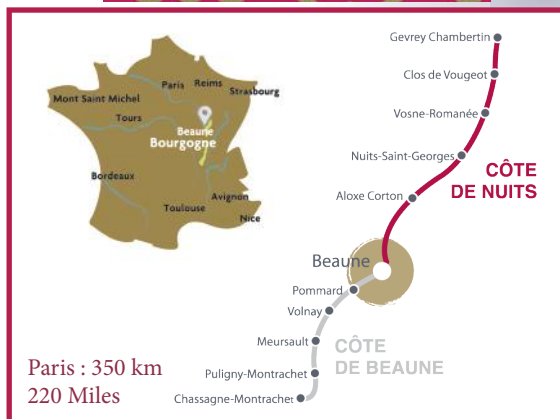 Paris
Reims
Strasbourg
Mont Saint Michel
Tours
Beaune
Bourgogne
Bordeaux
Avignon
Toulouse
Nice
Gevrey Chambertin
Clos de Vougeot
Vosne-Romanée
Nuits-Saint-Georges
CÔTE
DE NUITS
Aloxe Corton
Beaune
Pommard
Volnay
Meursault
CÔTE
DE BEAUNE
Puligny-Montrachet
Chassagne-Montrachet
Paris : 350 km
220 Miles